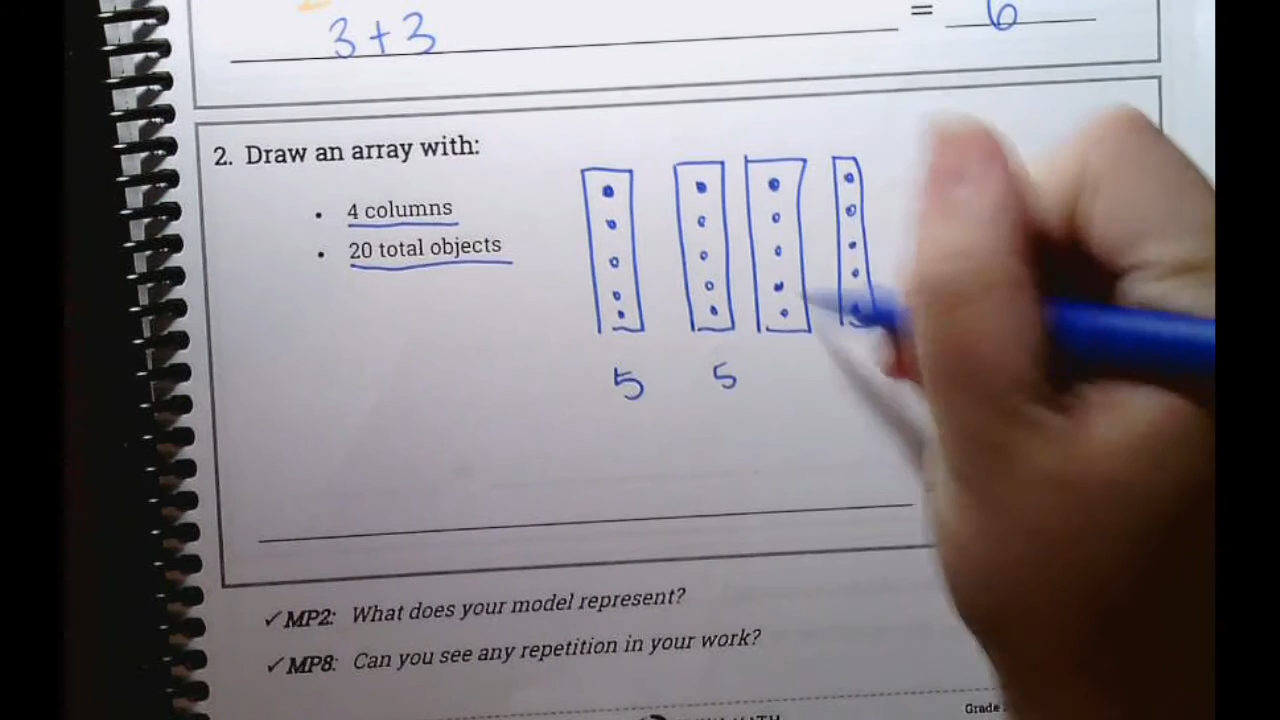 3+3 = 6
2. Draw an array with:
• 4 columns
• 20 total objects
5 5
✓MP2: What does your model represent?
✓MP8: Can you see any repetition in your work?
Grade